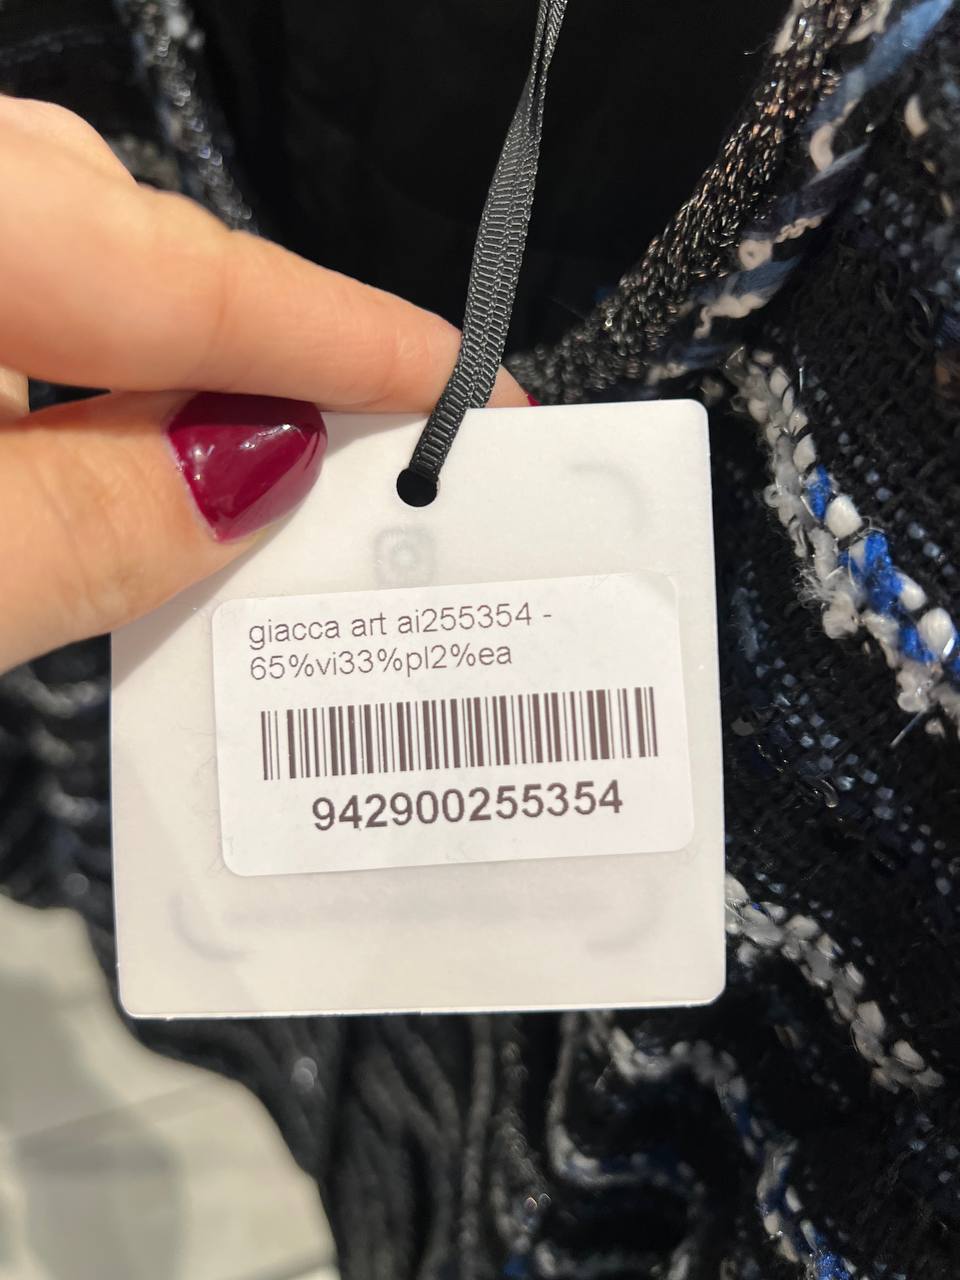 giacca art ai255354 -
65%vi33%pl2%ea
942900255354